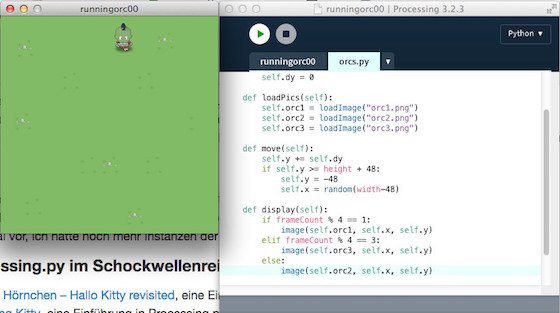 runningorc00
runningorc00 | Processing 3.2.3
Python
runningorc00
orcs.py
self.dy = 0
def loadPics(self):
self.orc1 = loadImage("orc1.png")
self.orc2 = loadImage("orc2.png")
self.orc3 = loadImage("orc3.png")
def move(self):
self.y += self.dy
if self.y >= height + 48:
self.y = -48
self.x = random(width-48)
def display(self):
if frameCount % 4 == 1:
image(self.orc1, self.x, self.y)
elif frameCount % 4 == 3:
image(self.orc3, self.x, self.y)
else:
image(self.orc2, self.x, self.y)
al vor, ich hätte noch mehr Instanzen der
ssing.py im Schockwellenrei
Hörnchen – Hallo Kitty revisited, eine Ei
ng Kitty, eine Einführung in Processing